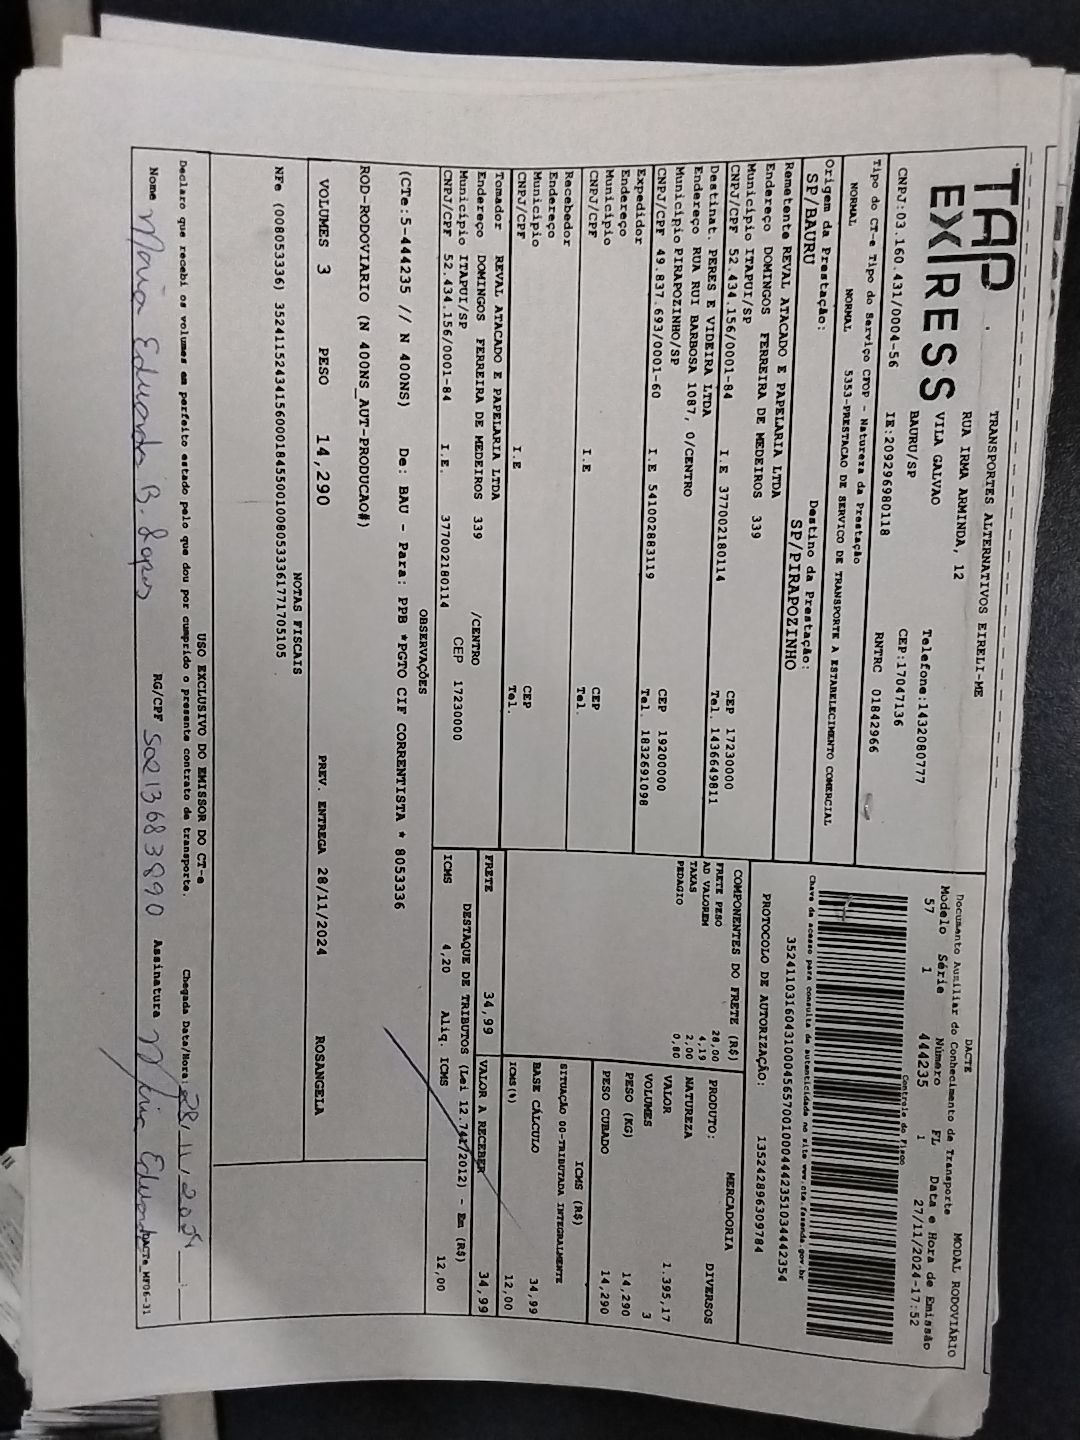 TAP
EXPRESS
TRANSPORTES ALTERNATIVOS EIRELI-ME
RUA IRMA ARMINDA, 12
VILA GALVAO
BAURU/SP
Telefone:1432080777
CEP:17047136
CNPJ:03.160.431/0004-56 IE:209296980118 RNTRC 01842966
Tipo do CT-e Tipo do Serviço CFOP - Natureza da Prestação
NORMAL NORMAL 5353-PRESTACAO DE SERVICO DE TRANSPORTE A ESTABELECIMENTO COMERCIAL
Origem da Prestação: Destino da Prestação:
SP/BAURU SP/PIRAPOZINHO
DACTE MODAL RODOVIÁRIO
Documento Auxiliar do Conhecimento de Transporte
Modelo Série Número FL Data e Hora de Emissão
57 1 444235 1 27/11/2024-17:52
Controle do Fisco
Chave de acesso para consulta de autenticidade no site www.cte.fazenda.gov.br
35241103160431000456570010004442351034442354
PROTOCOLO DE AUTORIZAÇÃO: 135242896309784
Remetente REVAL ATACADO E PAPELARIA LTDA
Endereço DOMINGOS FERREIRA DE MEDEIROS 339
Município ITAPUI/SP CEP 17230000
CNPJ/CPF 52.434.156/0001-84 I.E 377002180114 Tel. 1436649811
Destinat. PERES E VIDEIRA LTDA
Endereço RUA RUI BARBOSA 1087, 0/CENTRO
Município PIRAPOZINHO/SP CEP 19200000
CNPJ/CPF 49.837.693/0001-60 I.E 541002883119 Tel. 1832691098
Expedidor
Endereço
Município CEP
CNPJ/CPF I.E Tel.
Recebedor
Endereço
Município CEP
CNPJ/CPF I.E Tel.
Tomador REVAL ATACADO E PAPELARIA LTDA
Endereço DOMINGOS FERREIRA DE MEDEIROS 339 /CENTRO
Município ITAPUI/SP CEP 17230000
CNPJ/CPF 52.434.156/0001-84 I.E. 377002180114
COMPONENTES DO FRETE (R$)
FRETE PESO 28,00
AD VALOREM 4,19
TAXAS 2,00
PEDAGIO 0,80
MERCADORIA
PRODUTO: DIVERSOS
NATUREZA
VALOR 1.395,17
VOLUMES 3
PESO (KG) 14,290
PESO CUBADO 14,290
ICMS (R$)
SITUAÇÃO 00-TRIBUTADA INTEGRALMENTE
BASE CÁLCULO 34,99
ICMS(%) 12,00
FRETE 34,99 VALOR A RECEBER 34,99
DESTAQUE DE TRIBUTOS (Lei 12.741/2012) - Em (R$)
ICMS 4,20 Aliq. ICMS 12,00
OBSERVAÇÕES
(CTe:5-444235 // N 400NS) De: BAU - Para: PPB *PGTO CIF CORRENTISTA * 8053336
ROD-RODOVIARIO (N 400NS_AUT-PRODUCAO#)
VOLUMES 3 PESO 14,290 PREV. ENTREGA 28/11/2024 ROSANGELA
NOTAS FISCAIS
NFe (008053336) 35241152434156000184550010080533361771705105
USO EXCLUSIVO DO EMISSOR DO CT-e
Declaro que recebi os volumes em perfeito estado pelo que dou por cumprido o presente contrato de transporte. Chegada Data/Hora: 28/11/2024 __:__
Nome Maria Eduarda B. Lopes RG/CPF 50213683890 Assinatura Maria Eduarda
DACTe_MF06-31